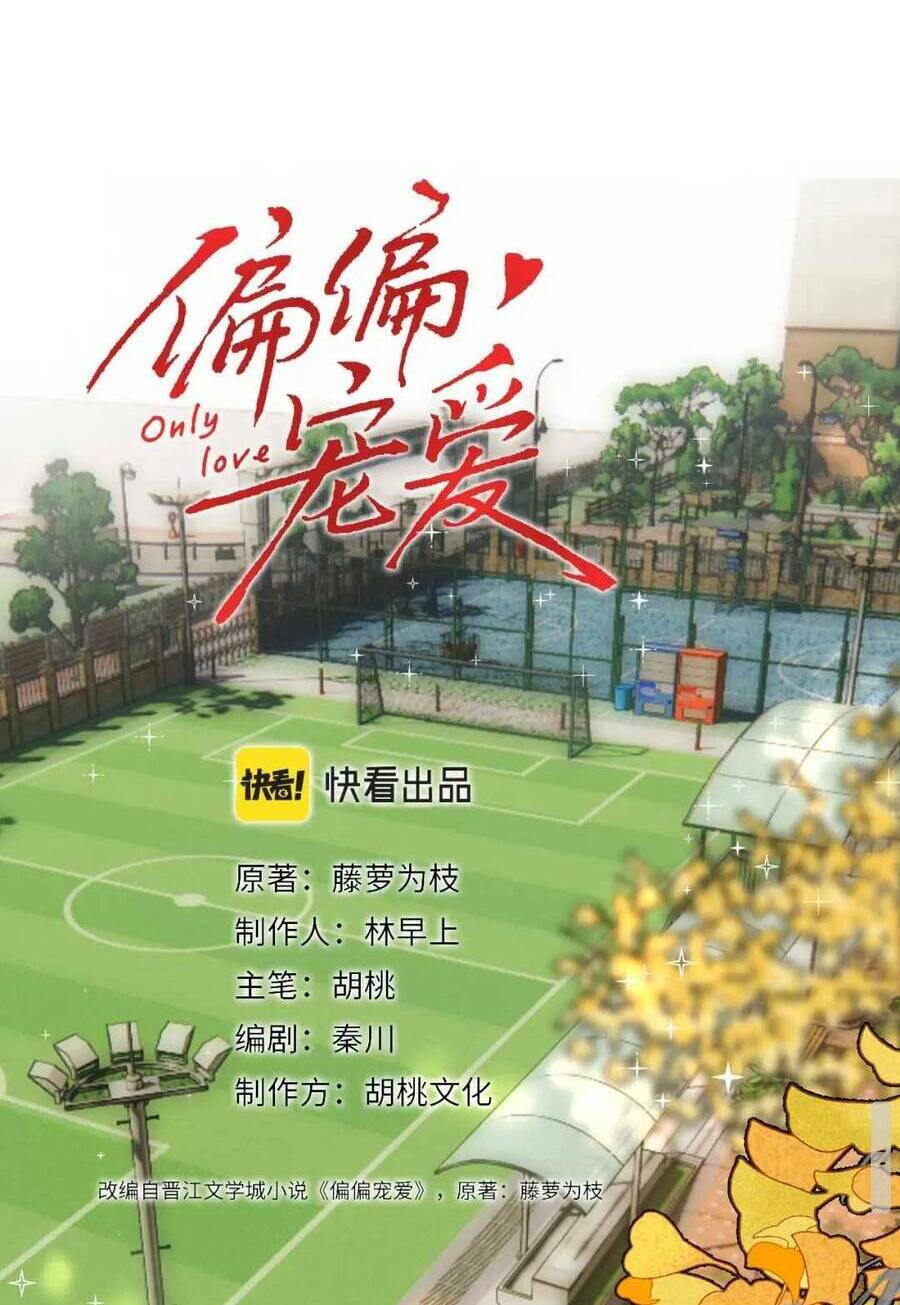 偏偏
Only
love
宠爱
快看! 快看出品
原著：藤萝为枝
制作人：林早上
主笔：胡桃
编剧：秦川
制作方：胡桃文化
改编自晋江文学城小说《偏偏宠爱》，原著：藤萝为枝